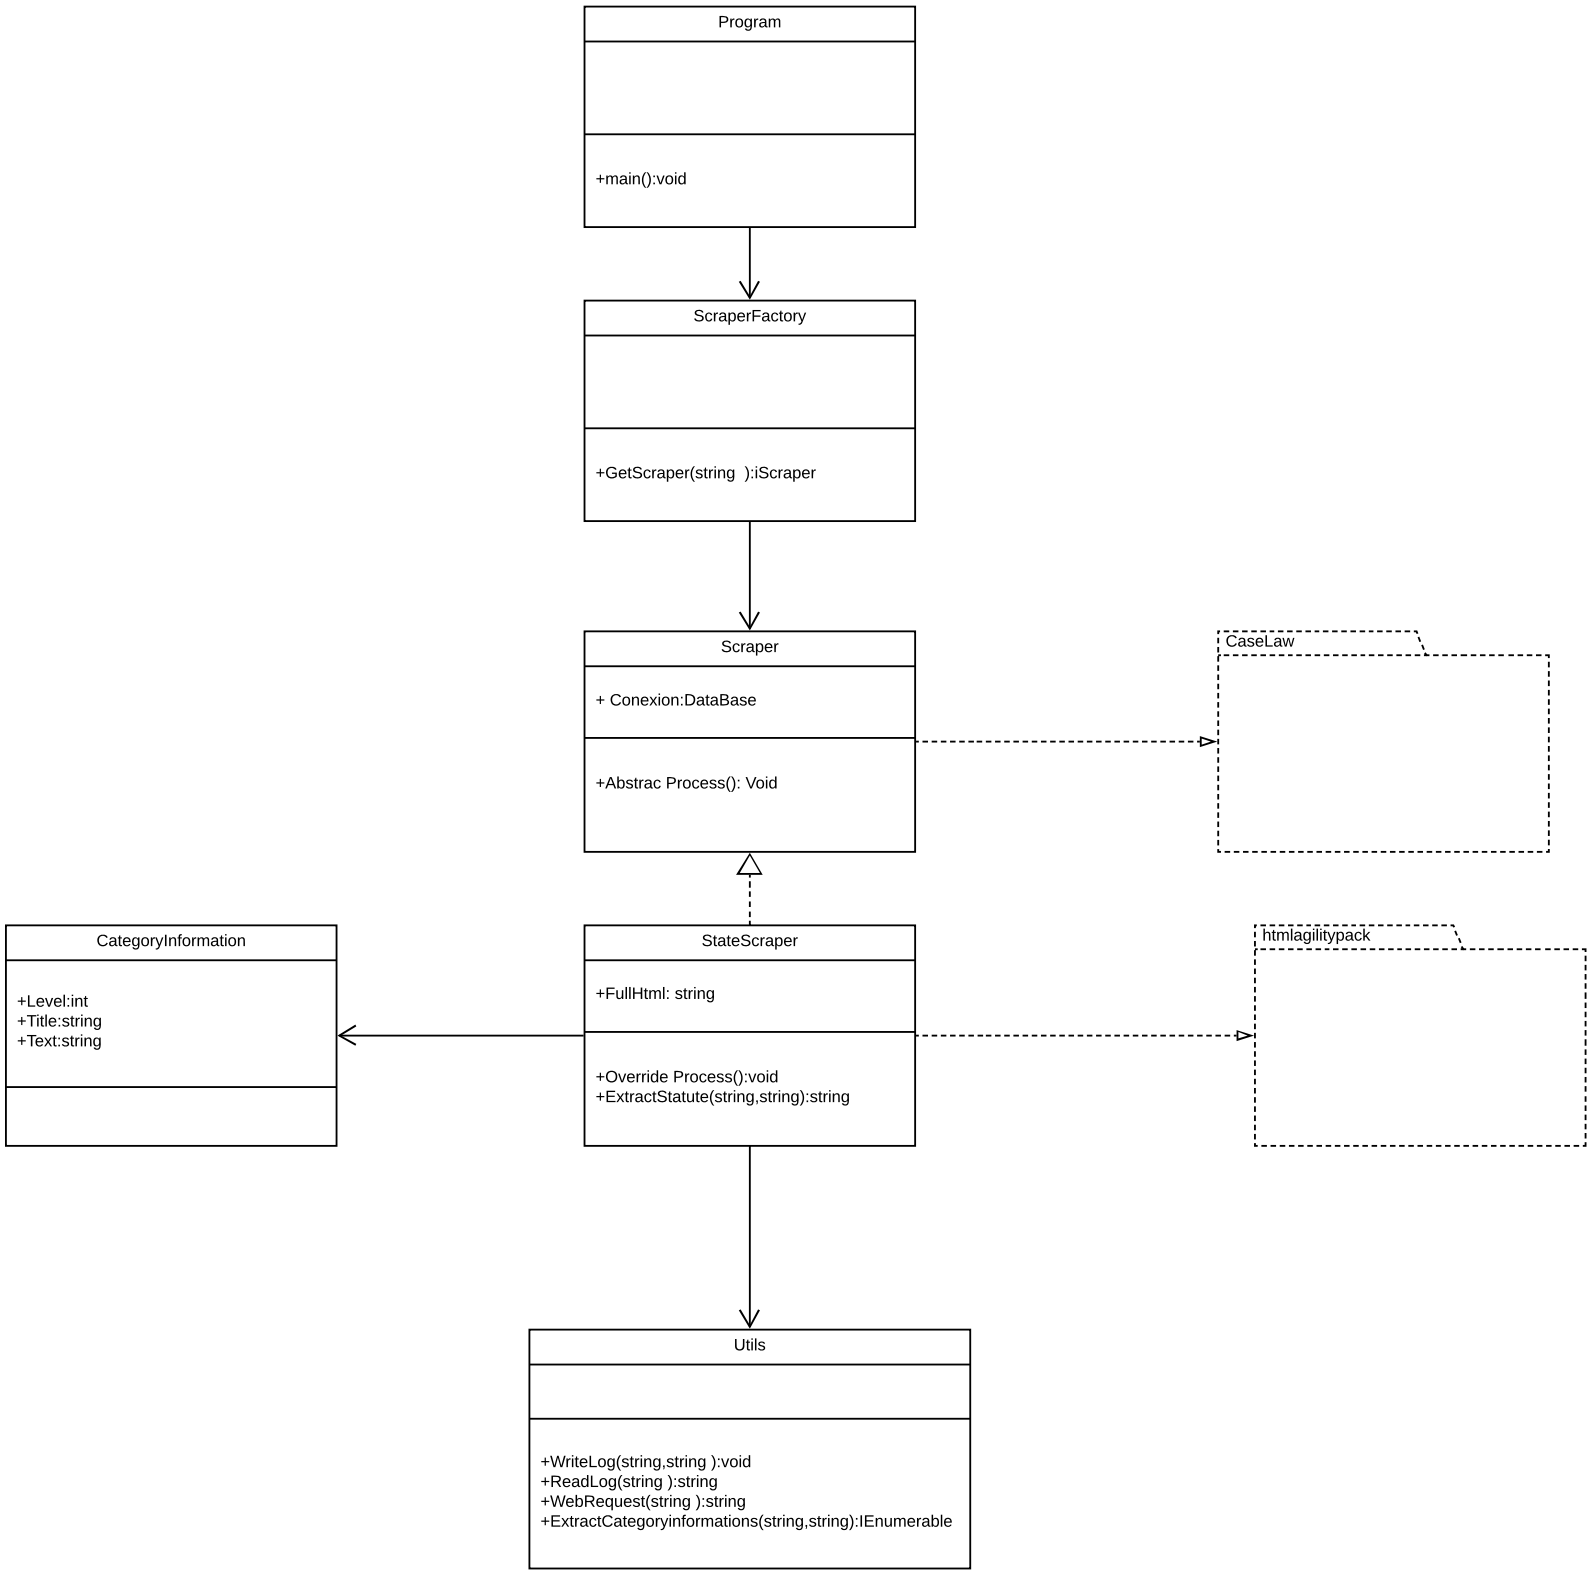 Program
+main():void
ScraperFactory
+GetScraper(string  ):iScraper
Scraper
+ Conexion:DataBase
+Abstrac Process(): Void
CaseLaw
CategoryInformation
+Level:int
+Title:string
+Text:string
StateScraper
+FullHtml: string
+Override Process():void
+ExtractStatute(string,string):string
htmlagilitypack
Utils
+WriteLog(string,string ):void
+ReadLog(string ):string
+WebRequest(string ):string
+ExtractCategoryinformations(string,string):IEnumerable